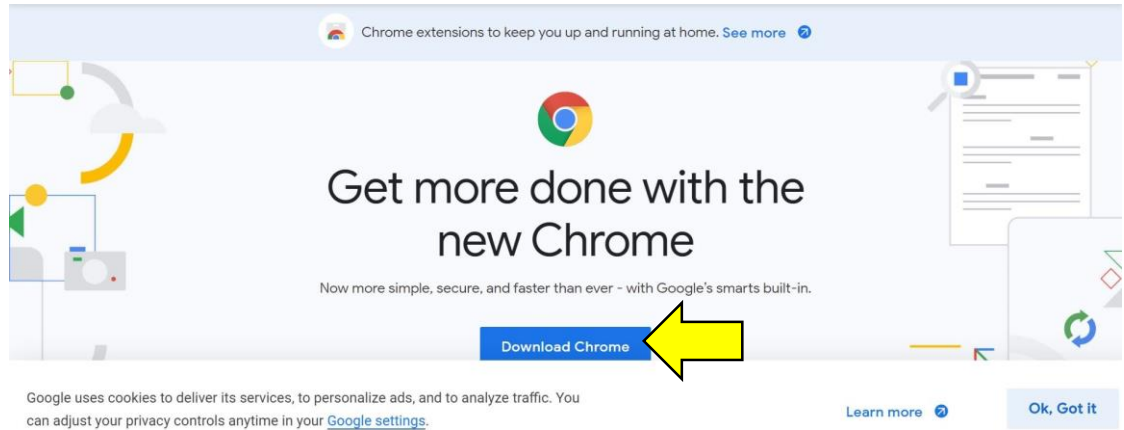 Chrome extensions to keep you up and running at home. See more
Get more done with the
new Chrome
Now more simple, secure, and faster than ever - with Google's smarts built-in.
Download Chrome
Google uses cookies to deliver its services, to personalize ads, and to analyze traffic. You
can adjust your privacy controls anytime in your Google settings.
Learn more
Ok, Got it